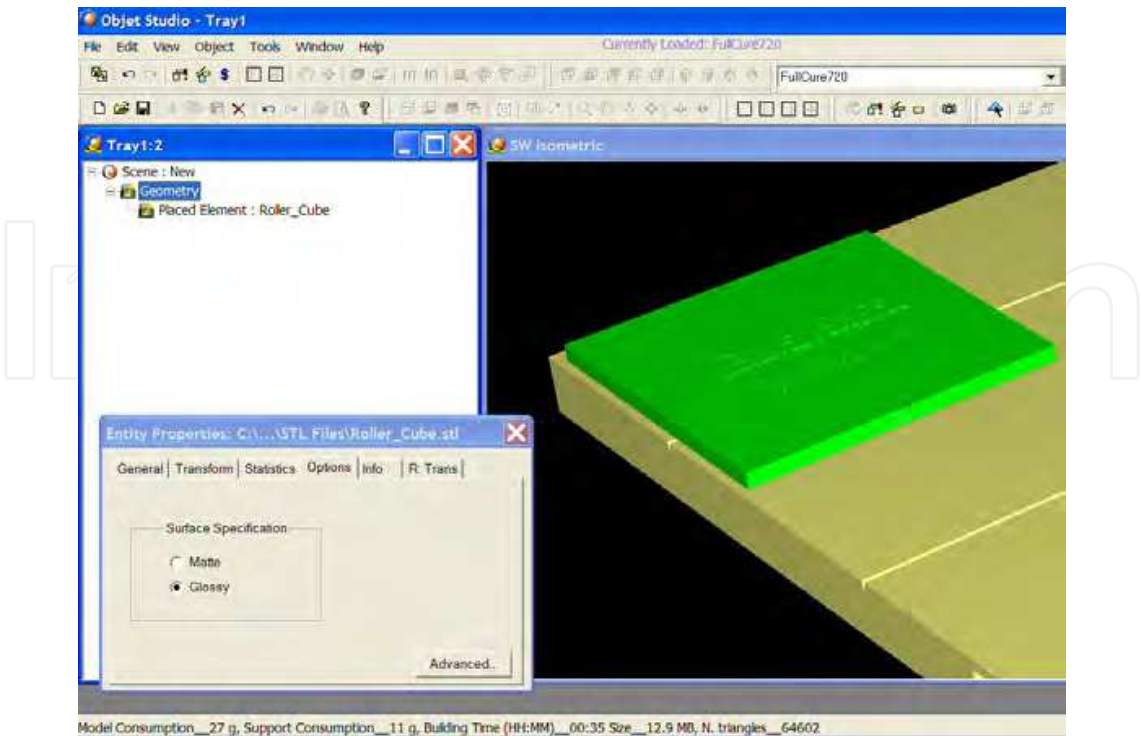 Objet Studio - Tray1
File Edit View Object Tools Window Help
Currently Loaded: FullCure720
FullCure720
Tray1:2
SW Isometric
Scene : New
Geometry
Placed Element : Roller_Cube
Entity Properties: C:\...\STL Files\Roller_Cube.stl
General Transform Statistics Options Info R. Trans
Surface Specification
Matte
Glossy
Advanced..
Model Consumption__27 g, Support Consumption__11 g, Building Time (HH:MM)__00:35 Size__12.9 MB, N. triangles__64602